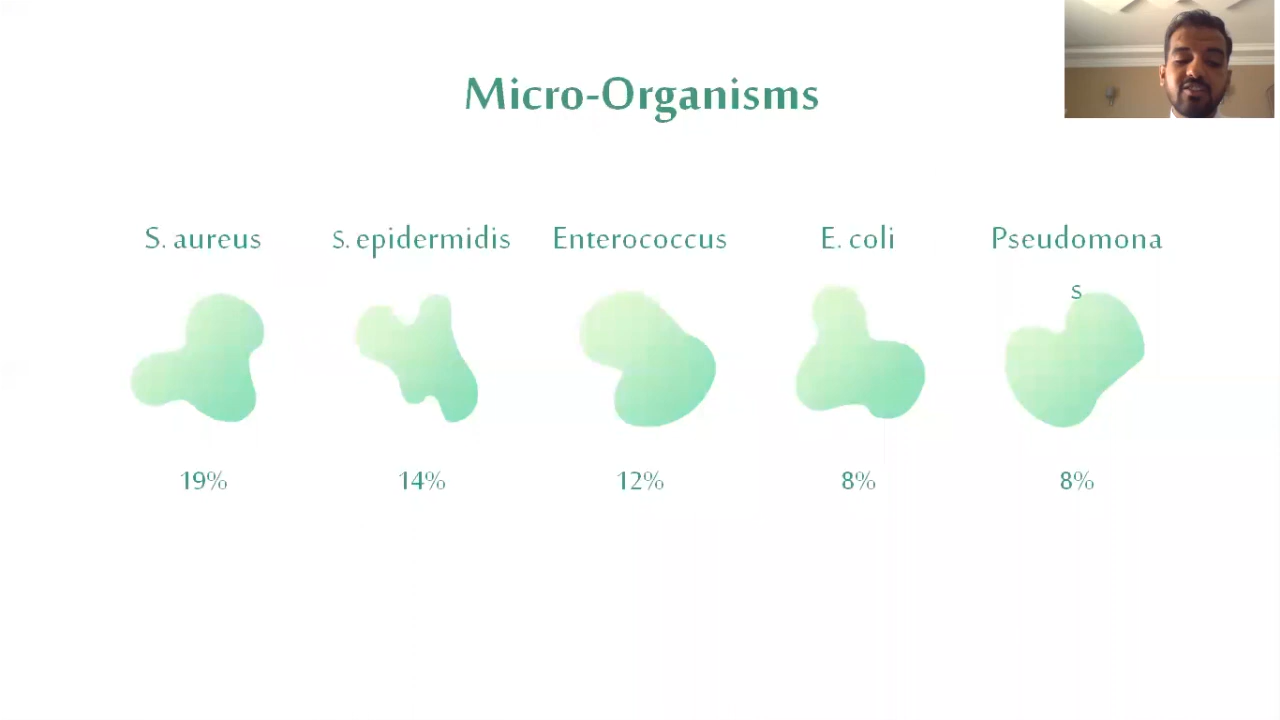 Micro-Organisms
S. aureus
S. epidermidis
Enterococcus
E. coli
Pseudomona
s
19%
14%
12%
8%
8%